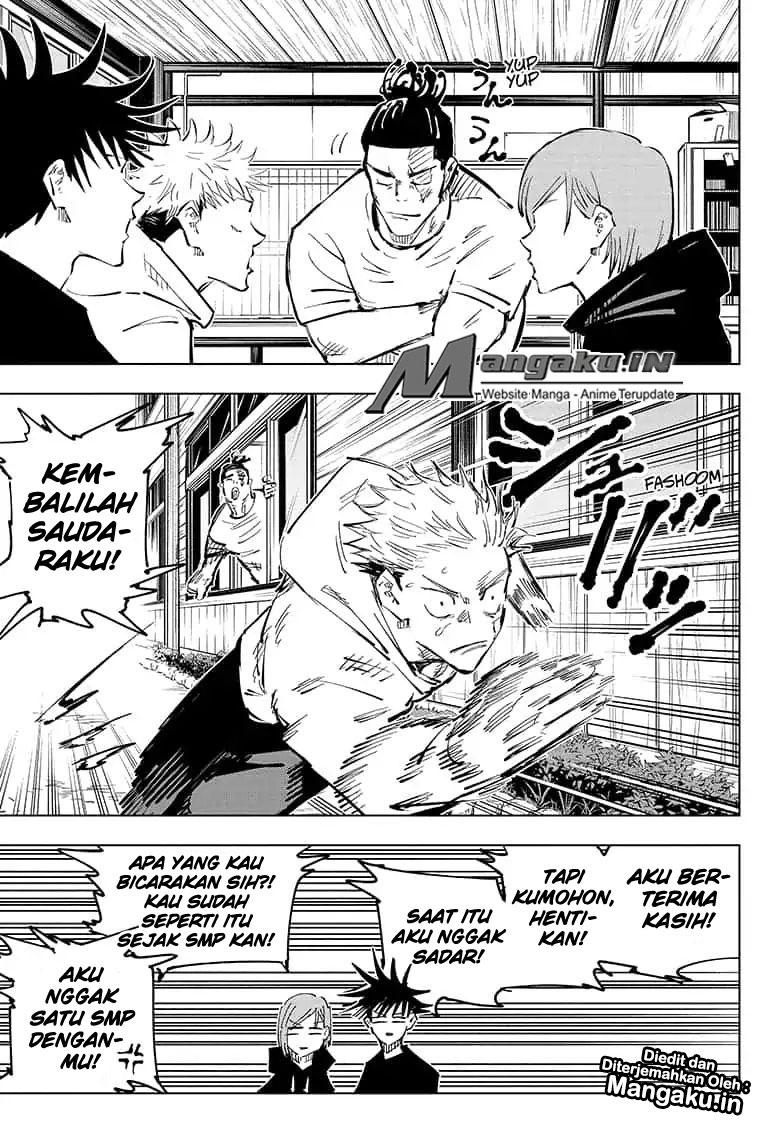 うん
うん
YUP
YUP
Mangaku.iN
Website Manga - Anime Terupdate
KEM-
BALILAH
SAUDA-
RAKU!
FASHOOM
AKU BER-
TERIMA
KASIH!
TAPI
KUMOHON,
HENTI-
KAN!
SAAT ITU
AKU NGGAK
SADAR!
APA YANG KAU
BICARAKAN SIH?!
KAU SUDAH
SEPERTI ITU
SEJAK SMP KAN!
AKU
NGGAK
SATU SMP
DENGAN-
MU!
Diedit dan
Diterjemahkan Oleh :
Mangaku.in